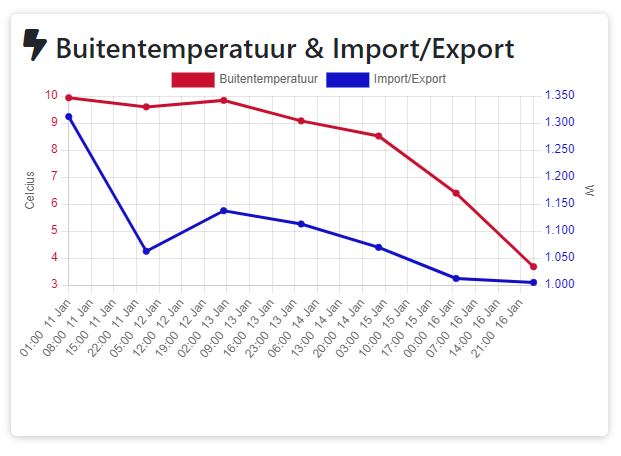 Buitentemperatuur & Import/Export
Buitentemperatuur
Import/Export
10
9
8
7
6
5
4
3
Celcius
1.350
1.300
1.250
1.200
1.150
1.100
1.050
1.000
W
01:00 11 Jan
08:00 11 Jan
15:00 11 Jan
22:00 11 Jan
05:00 12 Jan
12:00 12 Jan
19:00 12 Jan
02:00 13 Jan
09:00 13 Jan
16:00 13 Jan
23:00 13 Jan
06:00 14 Jan
13:00 14 Jan
20:00 14 Jan
03:00 15 Jan
10:00 15 Jan
17:00 15 Jan
00:00 16 Jan
07:00 16 Jan
14:00 16 Jan
21:00 16 Jan